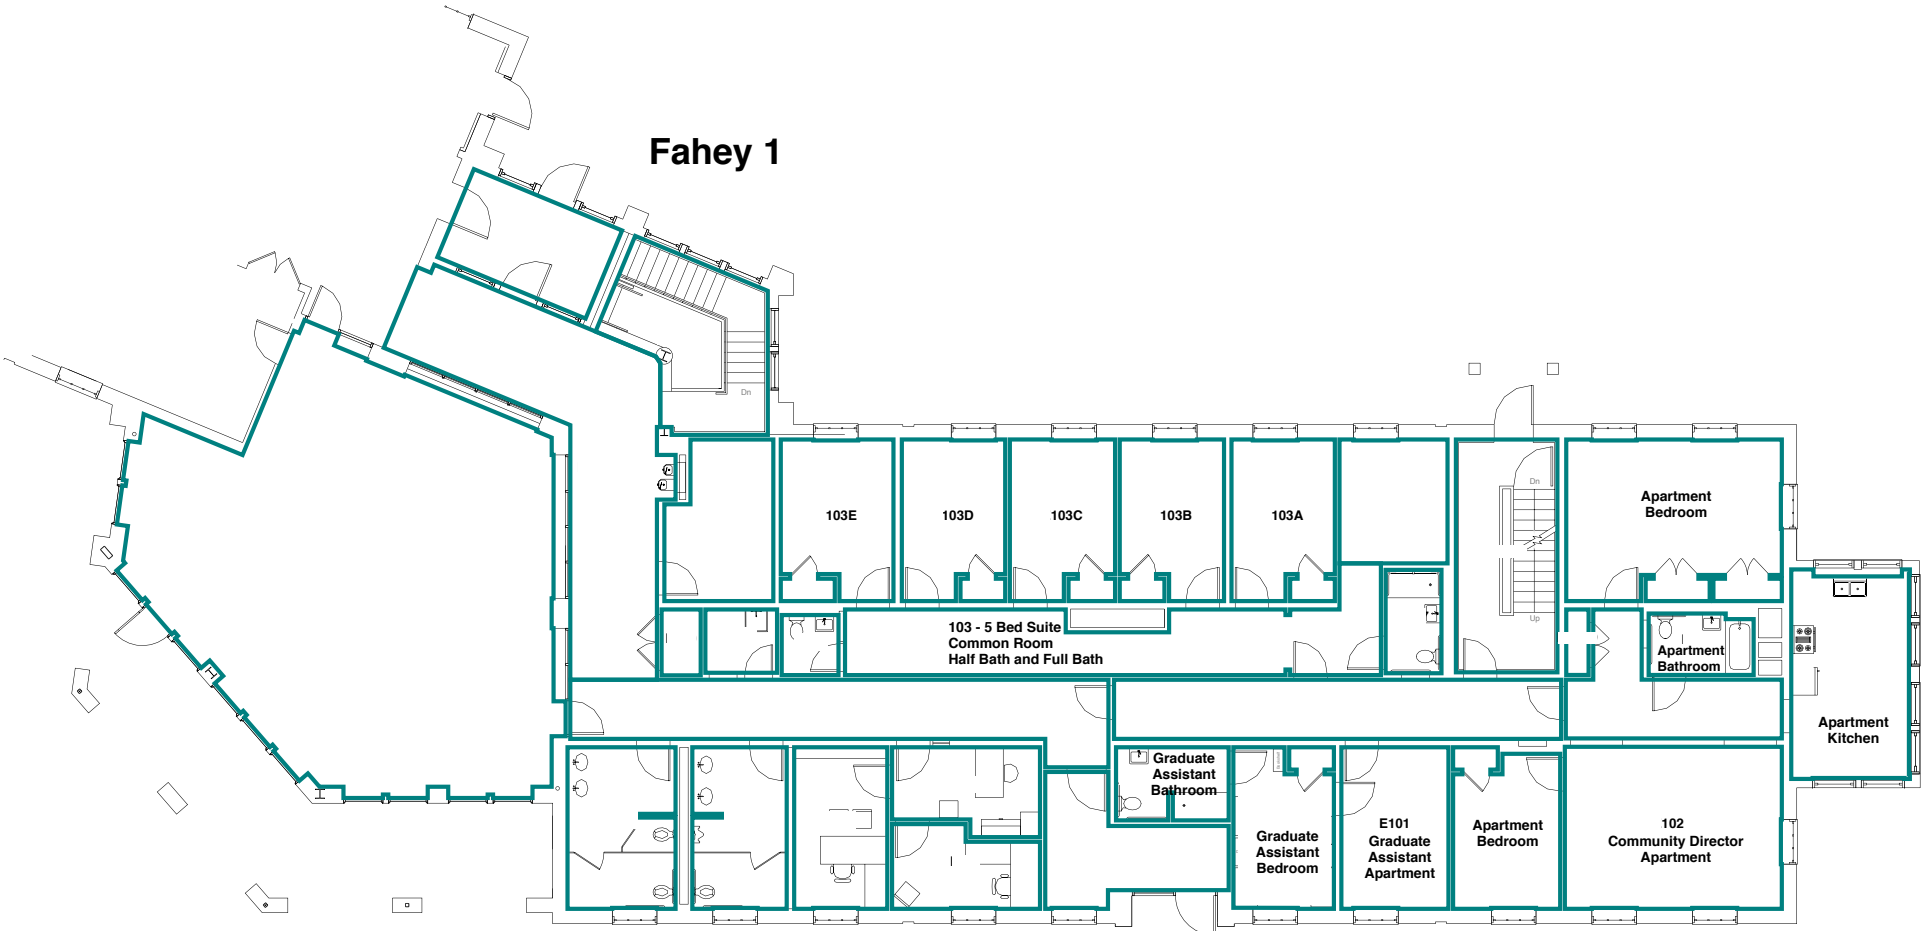 Fahey 1
Dn
103E
103D
103C
103B
103A
Dn
Up
Apartment
Bedroom
103 - 5 Bed Suite
Common Room
Half Bath and Full Bath
Apartment
Bathroom
Apartment
Kitchen
Graduate
Assistant
Bathroom
Graduate
Assistant
Bedroom
E101
Graduate
Assistant
Apartment
Apartment
Bedroom
102
Community Director
Apartment